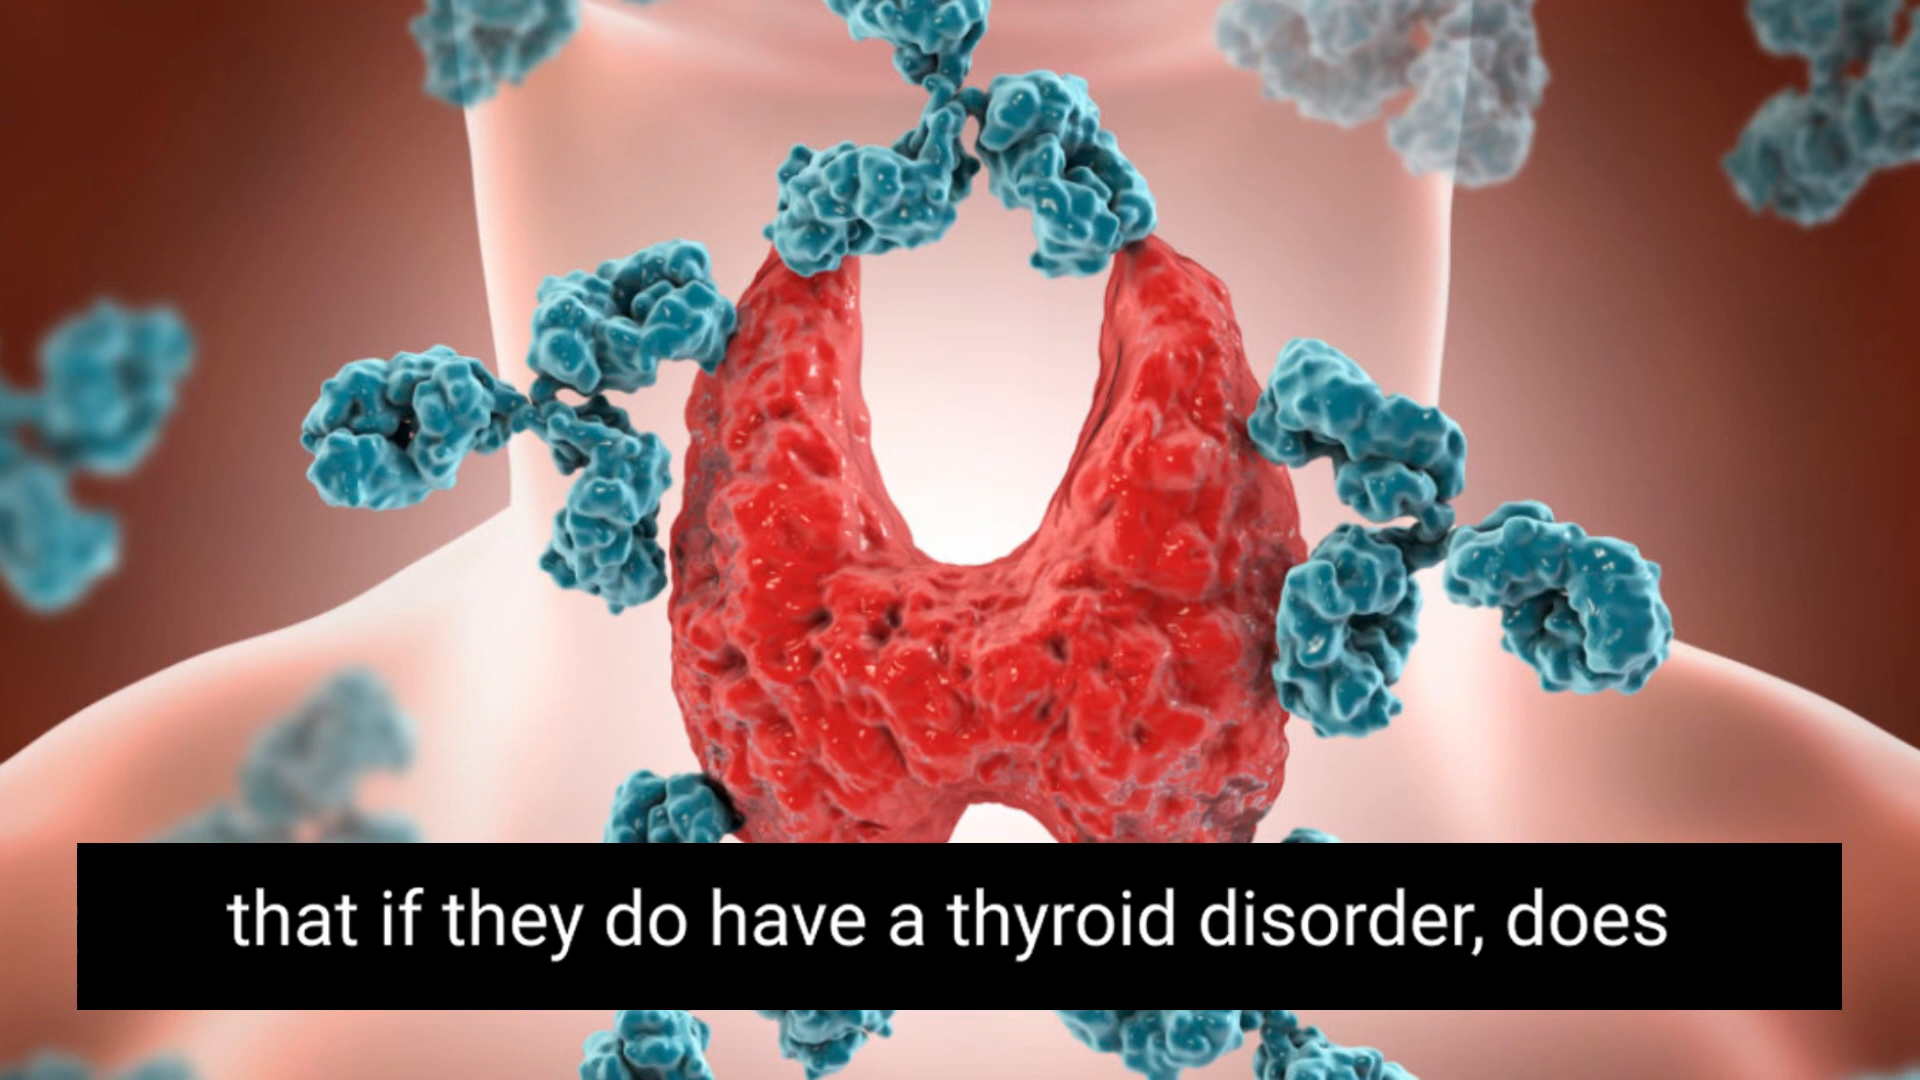 that if they do have a thyroid disorder, does